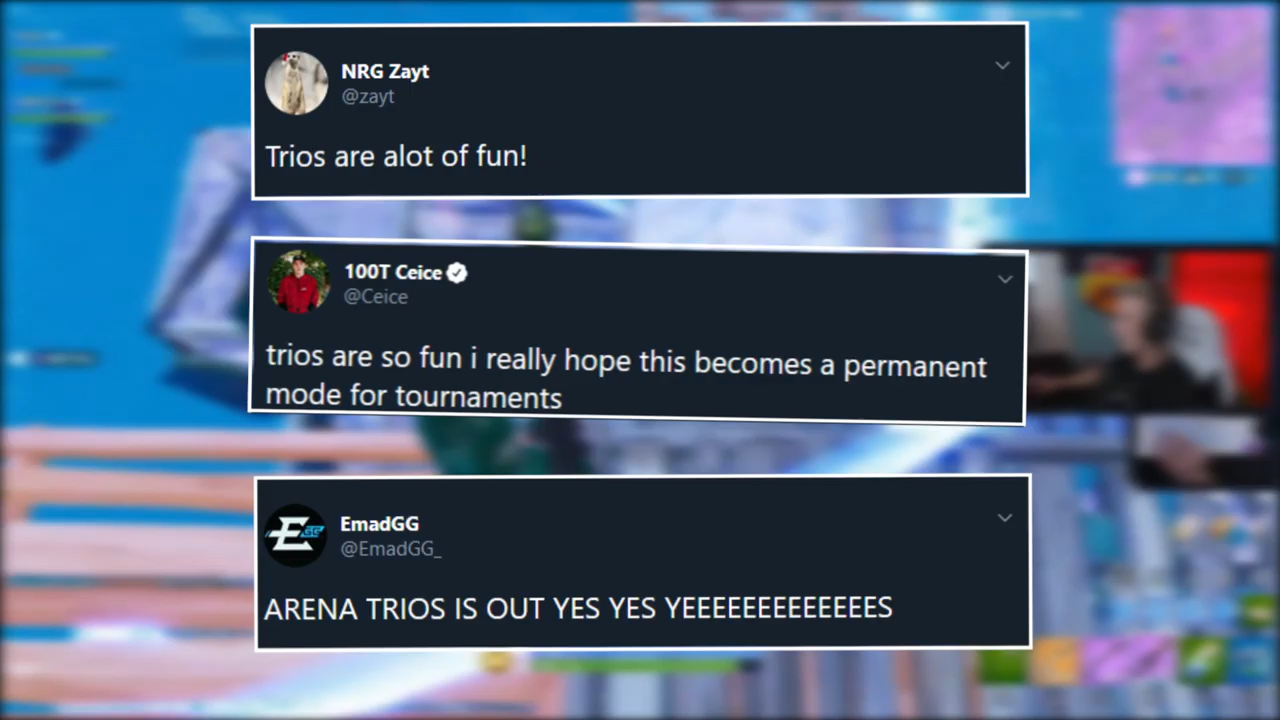 NRG Zayt
@zayt
Trios are alot of fun!
100T Ceice
@Ceice
trios are so fun i really hope this becomes a permanent
mode for tournaments
E GG
EmadGG
@EmadGG_
ARENA TRIOS IS OUT YES YES YEEEEEEEEEEEEES